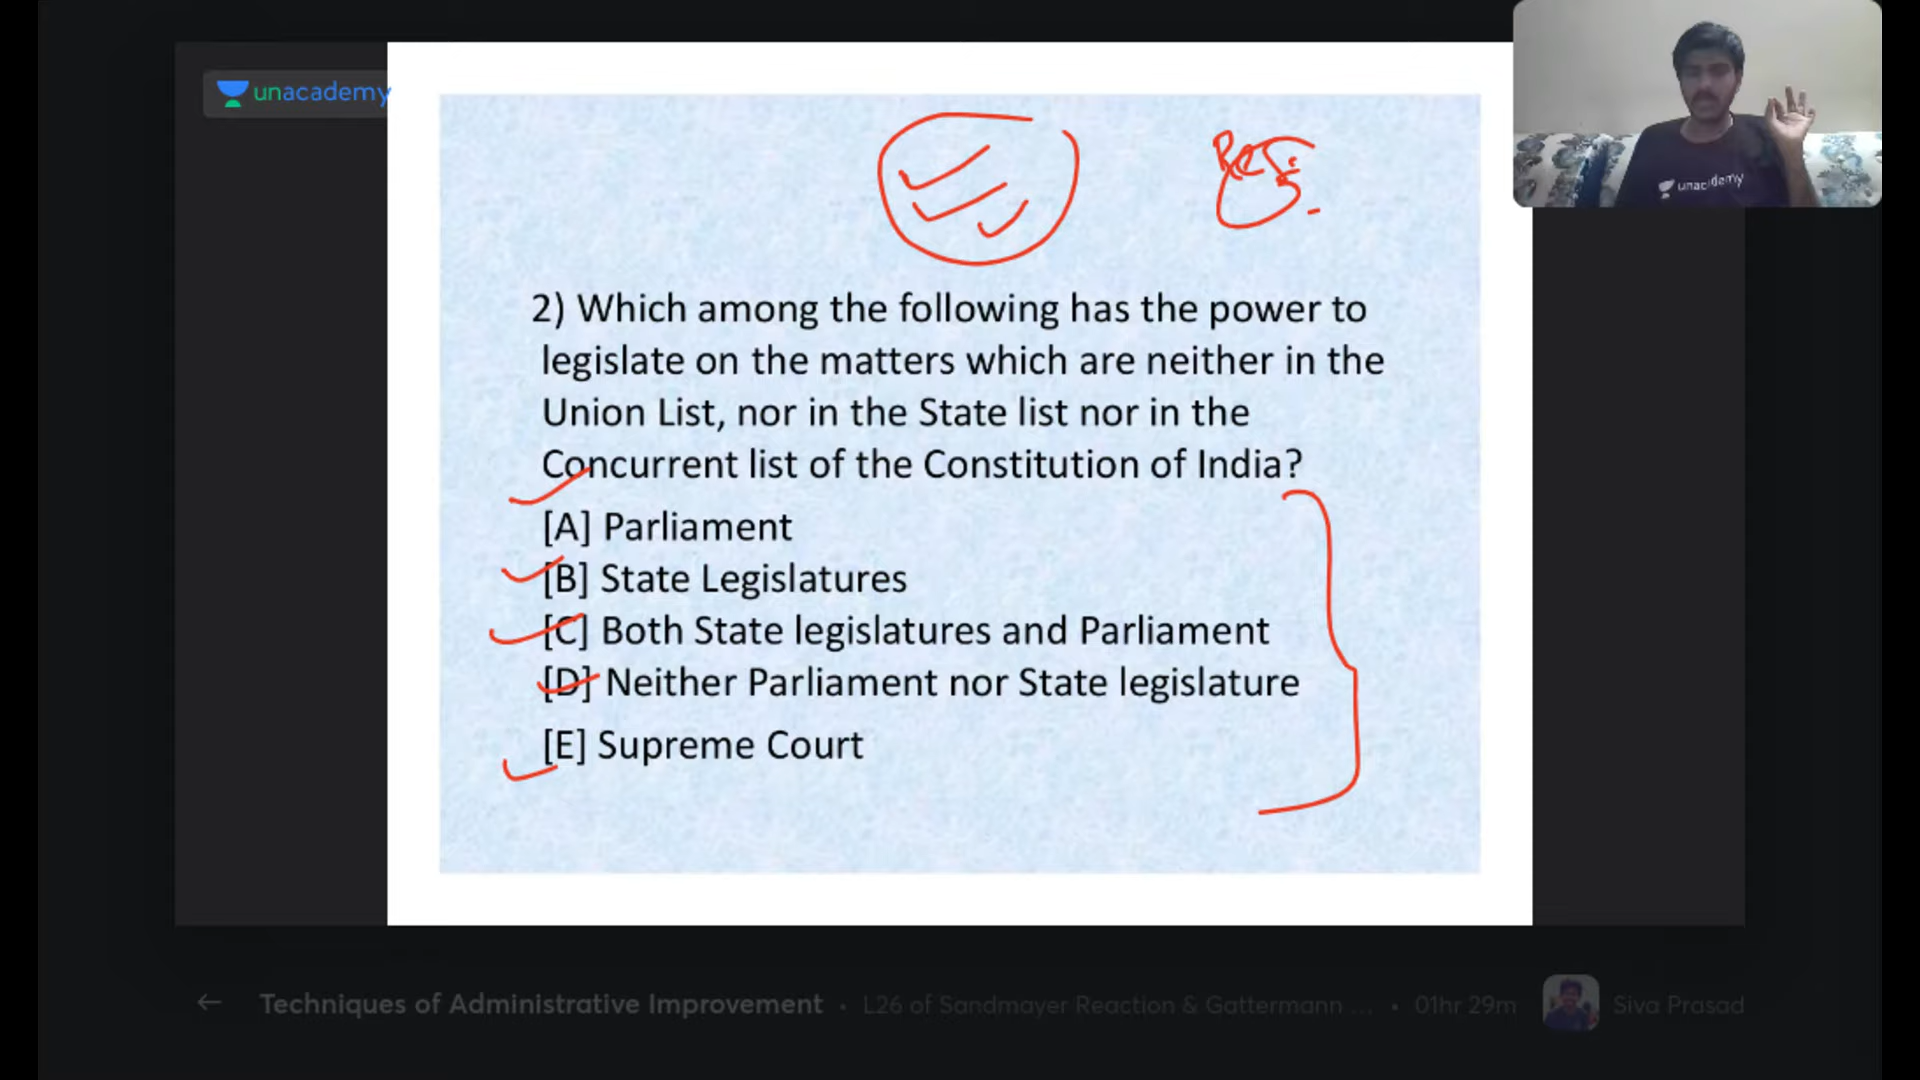 unacademy
unacademy
2) Which among the following has the power to
legislate on the matters which are neither in the
Union List, nor in the State list nor in the
Concurrent list of the Constitution of India?
[A] Parliament
[B] State Legislatures
[C] Both State legislatures and Parliament
[D] Neither Parliament nor State legislature
[E] Supreme Court
Techniques of Administrative Improvement • L26 of Sandmayer Reaction & Gattermann ... • 01hr 29m Siva Prasad